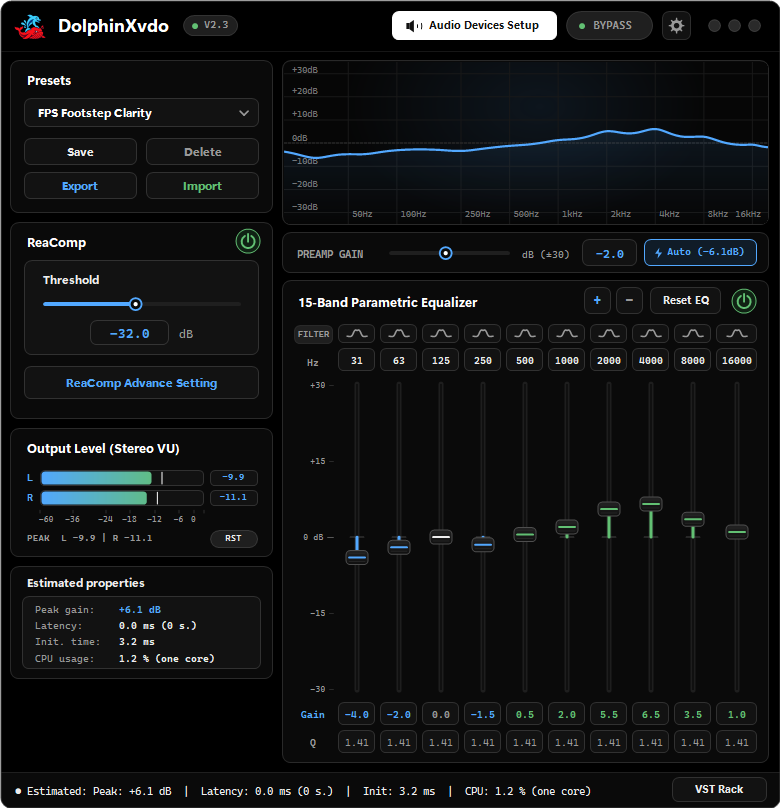 DolphinXvdo
V2.3
Audio Devices Setup
BYPASS
Presets
FPS Footstep Clarity
Save
Delete
Export
Import
ReaComp
Threshold
−32.0
dB
ReaComp Advance Setting
Output Level (Stereo VU)
L
−9.9
R
−11.1
−60 −36 −24 −18 −12 −6 0
PEAK L −9.9 | R −11.1
RST
Estimated properties
Peak gain: +6.1 dB
Latency: 0.0 ms (0 s.)
Init. time: 3.2 ms
CPU usage: 1.2 % (one core)
+30dB
+20dB
+10dB
0dB
−10dB
−20dB
−30dB
50Hz 100Hz 250Hz 500Hz 1kHz 2kHz 4kHz 8kHz 16kHz
PREAMP GAIN
dB (±30)
−2.0
Auto (−6.1dB)
15-Band Parametric Equalizer
+
−
Reset EQ
FILTER
Hz 31 63 125 250 500 1000 2000 4000 8000 16000
+30
+15
0 dB
−15
−30
Gain −4.0 −2.0 0.0 −1.5 0.5 2.0 5.5 6.5 3.5 1.0
Q 1.41 1.41 1.41 1.41 1.41 1.41 1.41 1.41 1.41 1.41
● Estimated: Peak: +6.1 dB | Latency: 0.0 ms (0 s.) | Init: 3.2 ms | CPU: 1.2 % (one core)
VST Rack